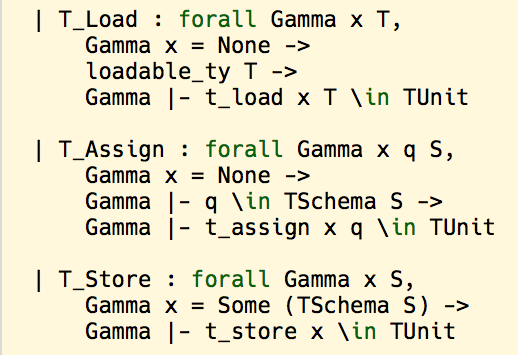 | T_Load : forall Gamma x T,
Gamma x = None ->
loadable_ty T ->
Gamma |- t_load x T \in TUnit
| T_Assign : forall Gamma x q S,
Gamma x = None ->
Gamma |- q \in TSchema S ->
Gamma |- t_assign x q \in TUnit
| T_Store : forall Gamma x S,
Gamma x = Some (TSchema S) ->
Gamma |- t_store x \in TUnit